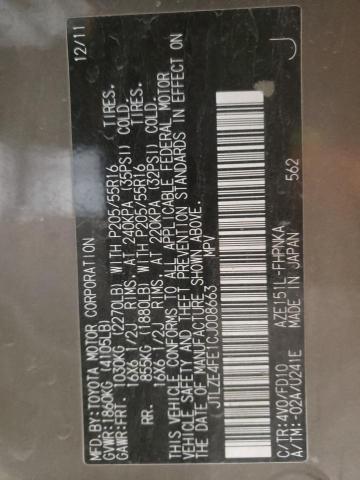 MFD.BY:TOYOTA MOTOR CORPORATION 12/11
GVWR:1860KG(4105LB)
GAWR:FRT. 1030KG (2270LB) WITH P205/55R16 TIRES.
16X6 1/2J RIMS. AT 240KPA (35PSI) COLD.
RR. 855KG (1880LB) WITH P205/55R16 TIRES.
16X6 1/2J RIMS. AT 220KPA (32PSI) COLD.
THIS VEHICLE CONFORMS TO ALL APPLICABLE FEDERAL MOTOR
VEHICLE SAFETY AND THEFT PREVENTION STANDARDS IN EFFECT ON
THE DATE OF MANUFACTURE SHOWN ABOVE.
JTLZE4FE1CJ008663 MPV
C/TR:4V0/FD10 AZE151L-FHPNKA J
A/TM:-02A/U241E MADE IN JAPAN 562